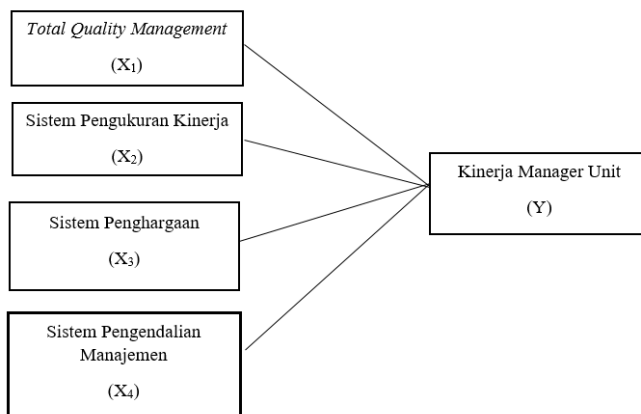 Total Quality Management
(X₁)
Sistem Pengukuran Kinerja
(X₂)
Sistem Penghargaan
(X₃)
Sistem Pengendalian
Manajemen
(X₄)
Kinerja Manager Unit
(Y)